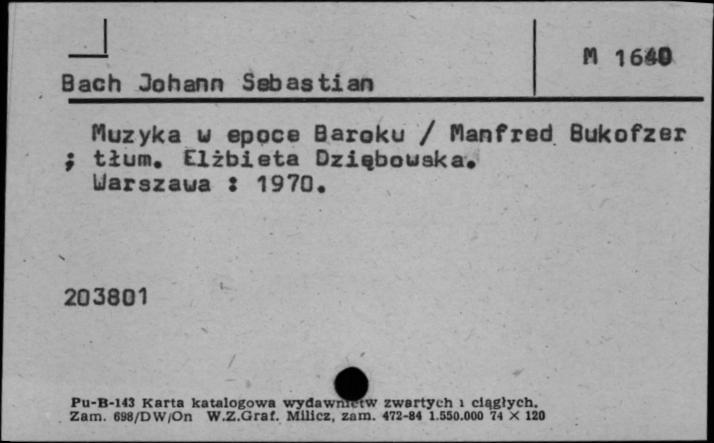 M 1640
Bach Johann Sebastian
Muzyka w epoce Baroku / Manfred Bukofzer
; tłum. Elżbieta Dziębowska.
Warszawa : 1970.
203801
Pu-B-143 Karta katalogowa wydawnictw zwartych i ciągłych.
Zam. 698/DW/On W.Z.Graf. Milicz, zam. 472-84 1.550.000 74 X 120